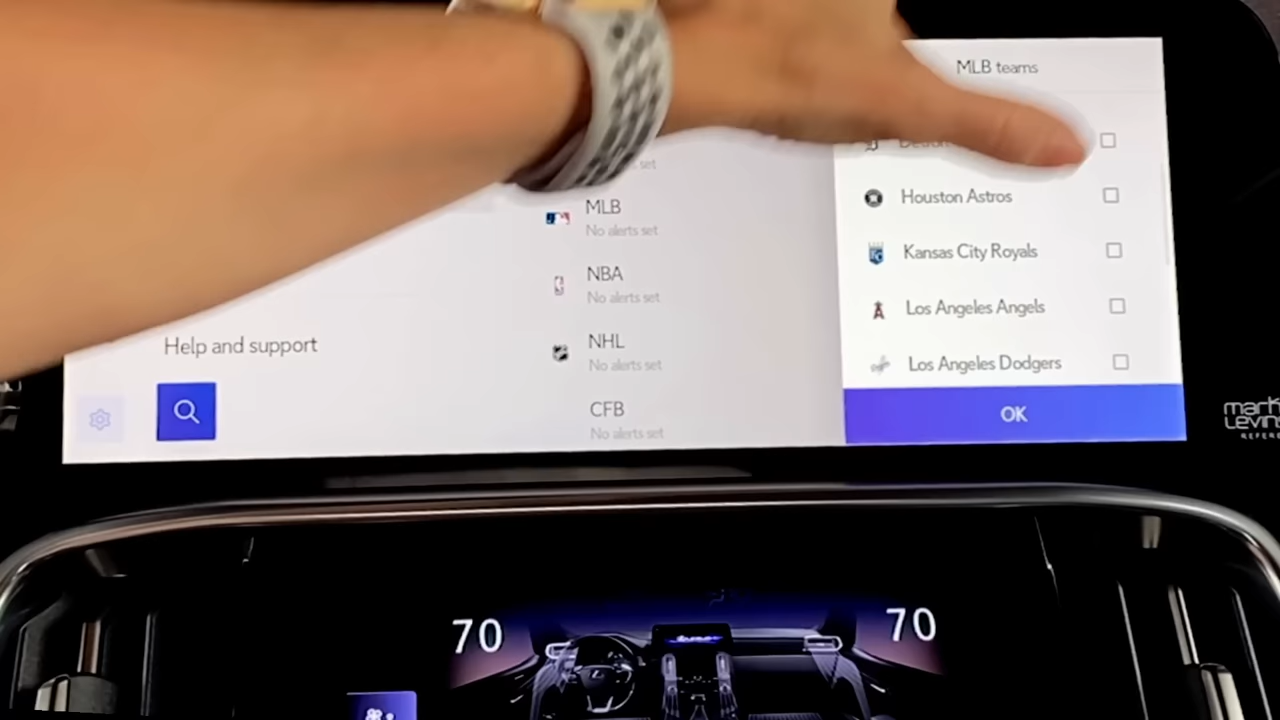 MLB teams
set
MLB
No alerts set
NBA
No alerts set
NHL
No alerts set
CFB
No alerts set
Help and support
Houston Astros
Kansas City Royals
Los Angeles Angels
Los Angeles Dodgers
OK
70
70